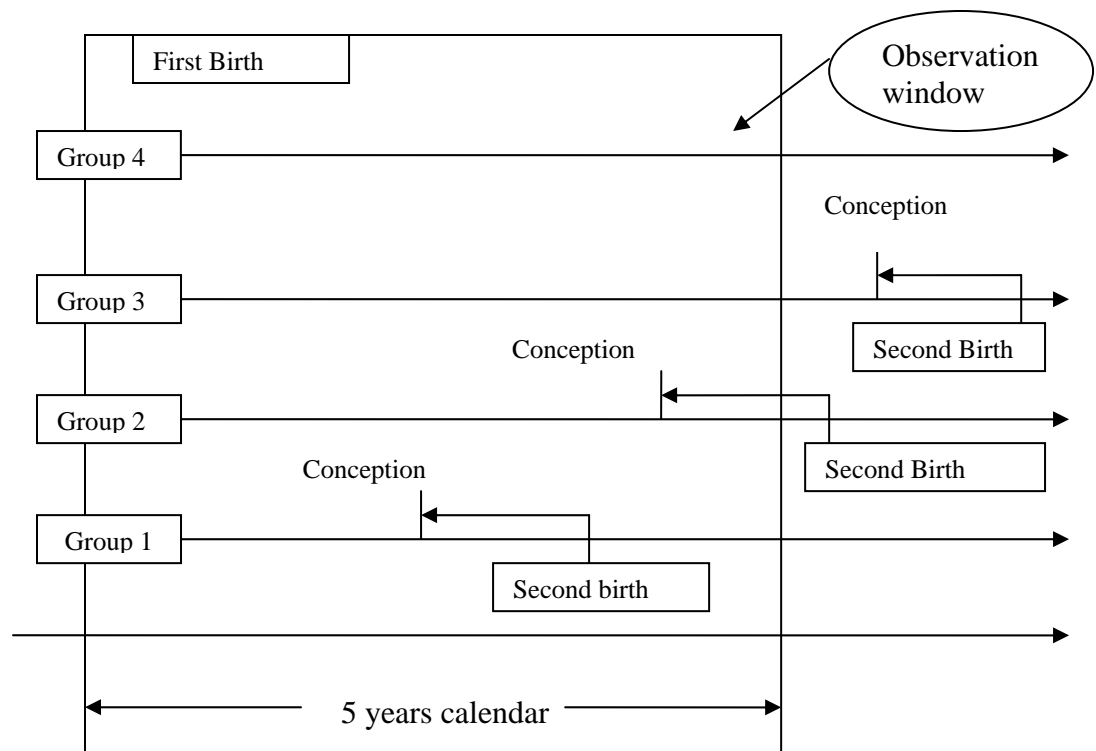 First Birth
Observation
window
Group 4
Conception
Group 3
Second Birth
Conception
Group 2
Second Birth
Conception
Group 1
Second birth
5 years calendar